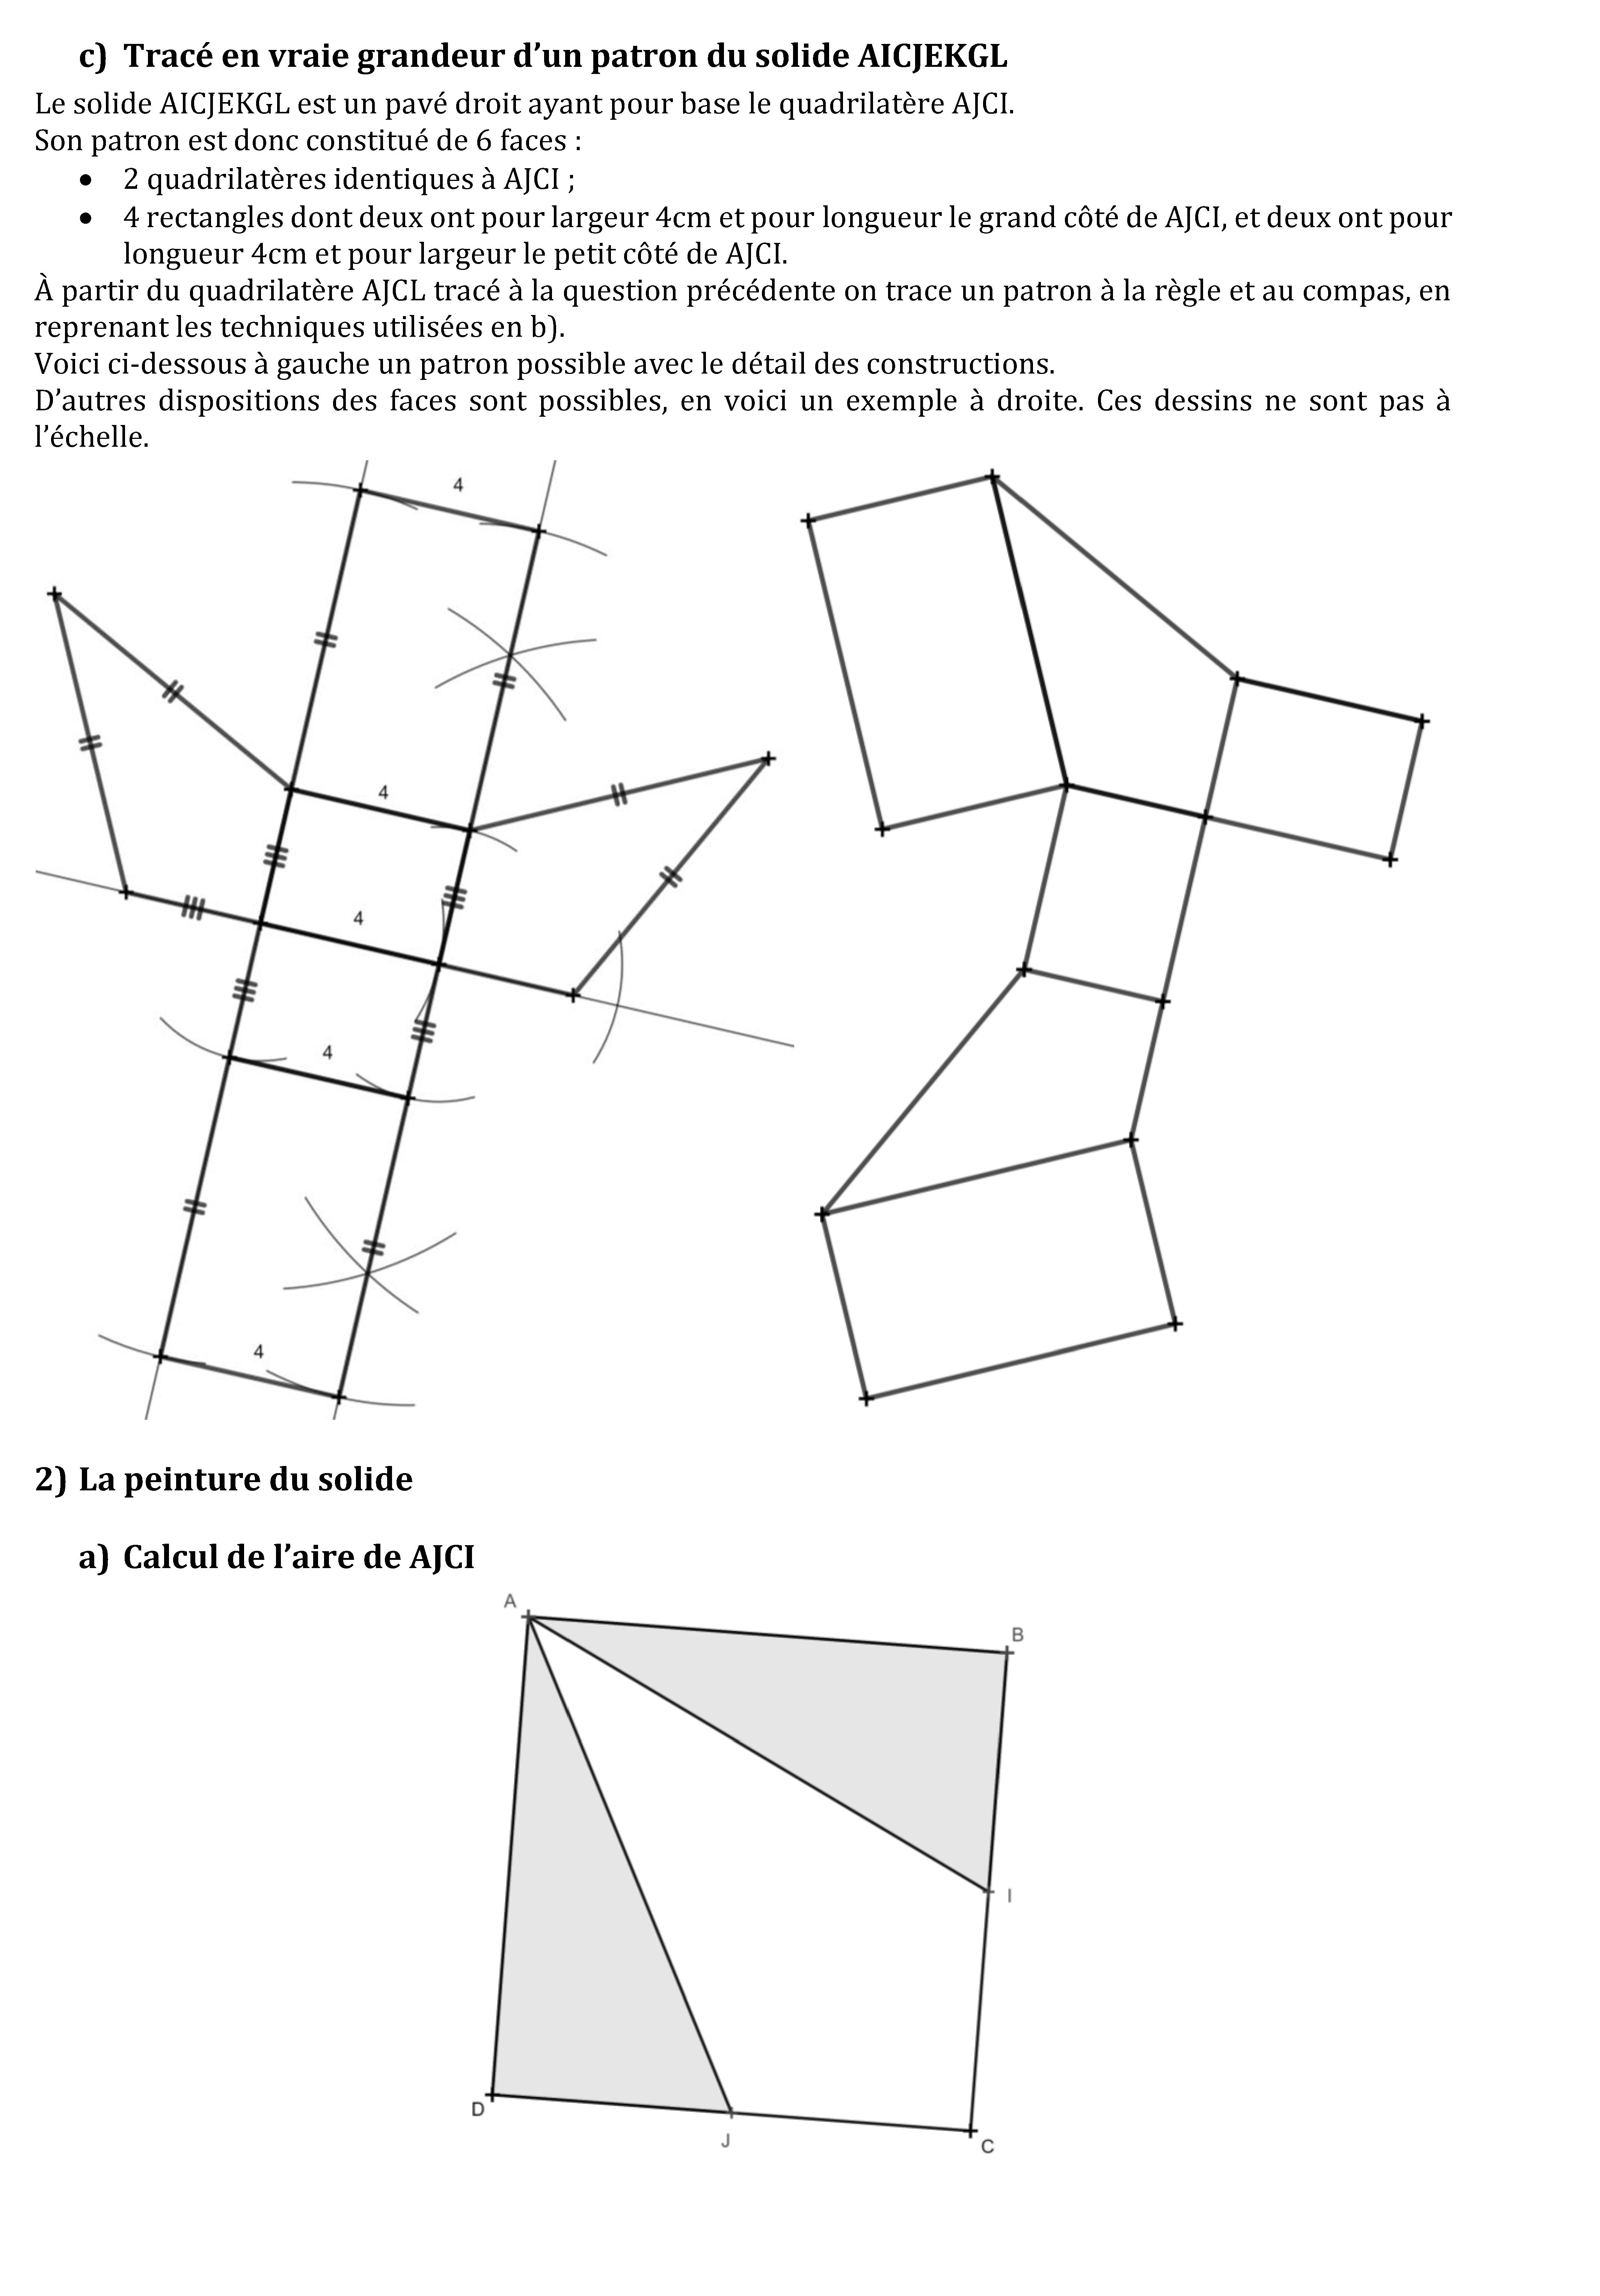 c) Tracé en vraie grandeur d’un patron du solide AICJEKGL
Le solide AICJEKGL est un pavé droit ayant pour base le quadrilatère AJCI.
Son patron est donc constitué de 6 faces :
• 2 quadrilatères identiques à AJCI ;
• 4 rectangles dont deux ont pour largeur 4cm et pour longueur le grand côté de AJCI, et deux ont pour
longueur 4cm et pour largeur le petit côté de AJCI.
À partir du quadrilatère AJCL tracé à la question précédente on trace un patron à la règle et au compas, en
reprenant les techniques utilisées en b).
Voici ci-dessous à gauche un patron possible avec le détail des constructions.
D’autres dispositions des faces sont possibles, en voici un exemple à droite. Ces dessins ne sont pas à
l’échelle.
4
4
4
4
4
2) La peinture du solide
a) Calcul de l’aire de AJCI
A
B
I
D
J
C